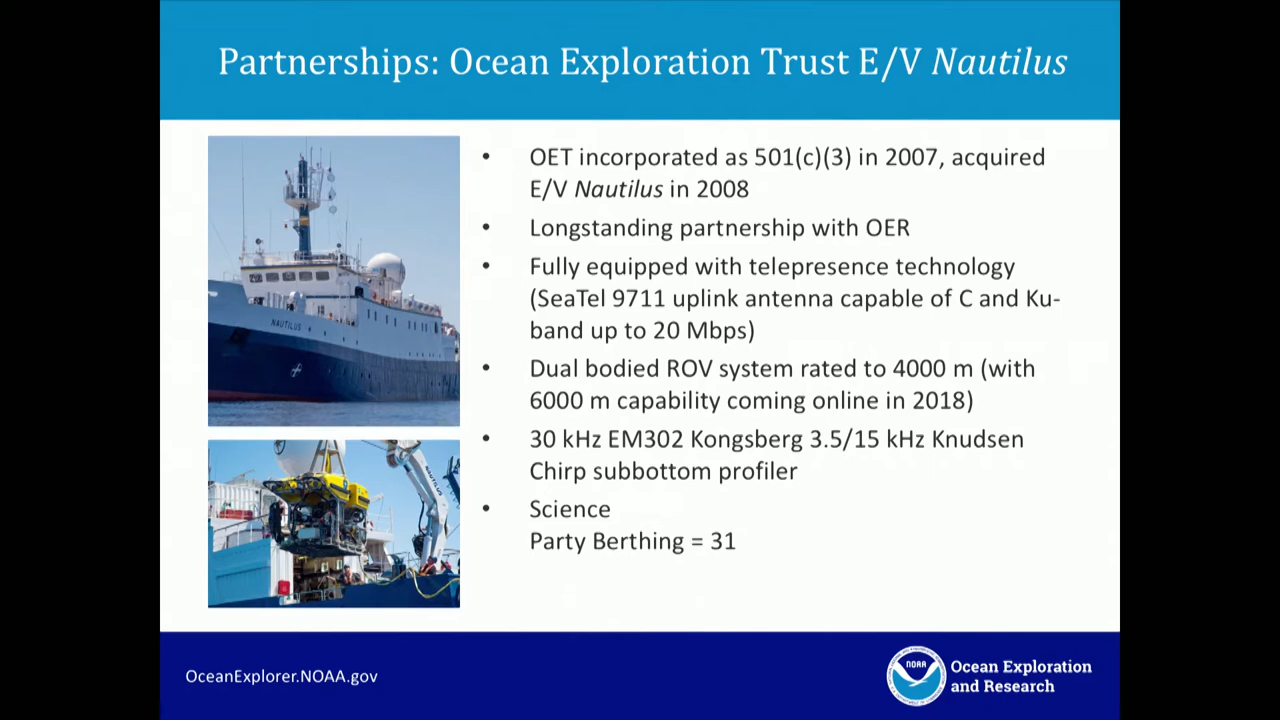 Partnerships: Ocean Exploration Trust E/V Nautilus
• OET incorporated as 501(c)(3) in 2007, acquired
E/V Nautilus in 2008
• Longstanding partnership with OER
• Fully equipped with telepresence technology
(SeaTel 9711 uplink antenna capable of C and Ku-
band up to 20 Mbps)
• Dual bodied ROV system rated to 4000 m (with
6000 m capability coming online in 2018)
• 30 kHz EM302 Kongsberg 3.5/15 kHz Knudsen
Chirp subbottom profiler
• Science
Party Berthing = 31
NAUTILUS
NAUTILUS
OceanExplorer.NOAA.gov
NOAA
Ocean Exploration
and Research